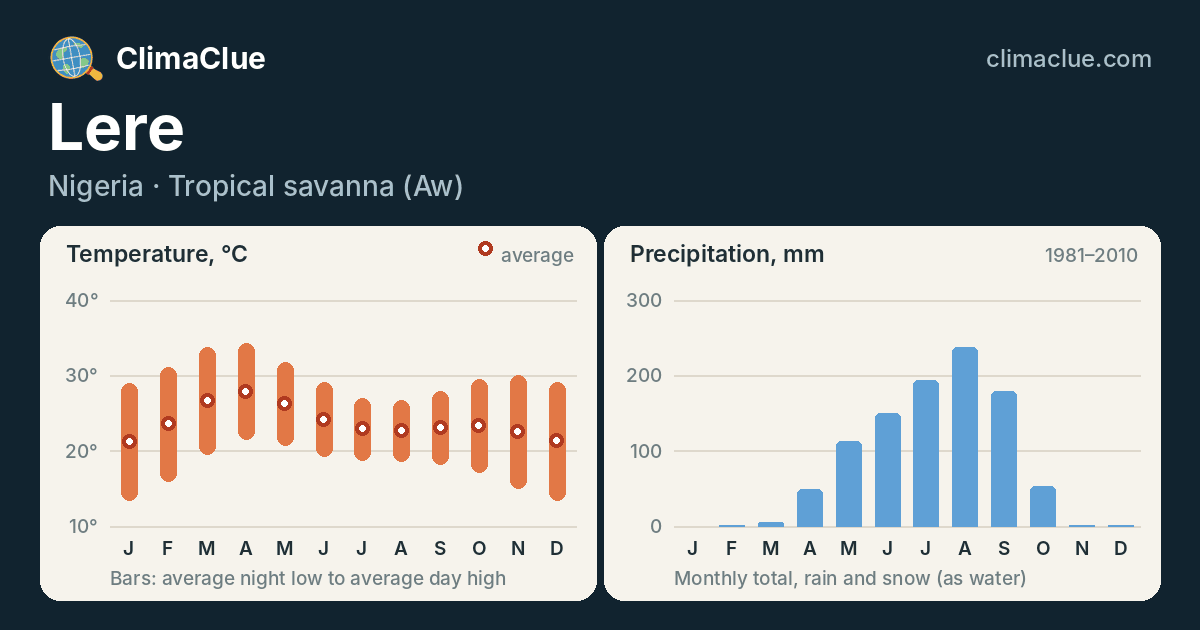 ClimaClue
climaclue.com
Lere
Nigeria · Tropical savanna (Aw)
Temperature, °C
average
40°
30°
20°
10°
J F M A M J J A S O N D
Bars: average night low to average day high
Precipitation, mm
1981–2010
300
200
100
0
J F M A M J J A S O N D
Monthly total, rain and snow (as water)